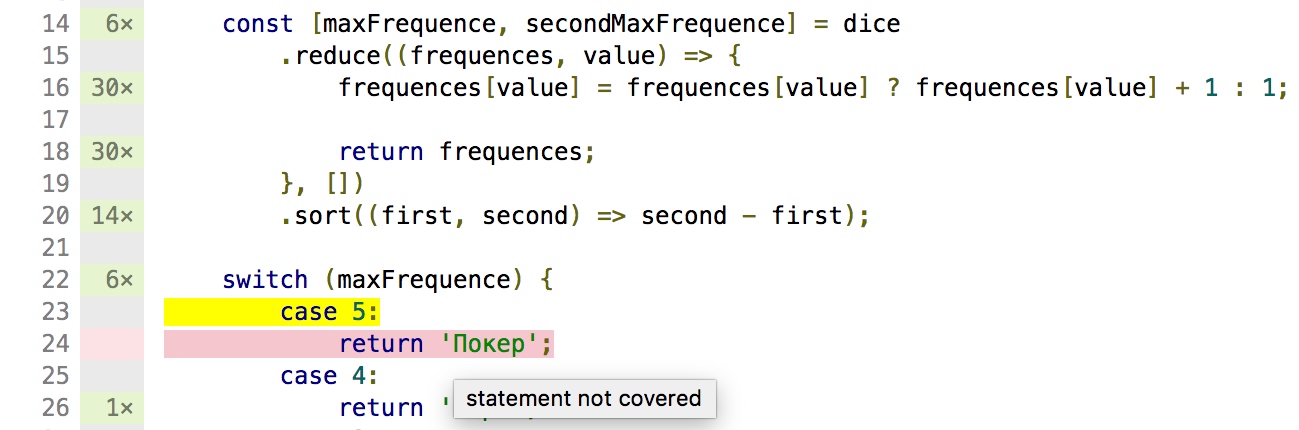 14 6× const [maxFrequence, secondMaxFrequence] = dice
15 .reduce((frequences, value) => {
16 30× frequences[value] = frequences[value] ? frequences[value] + 1 : 1;
17
18 30× return frequences;
19 }, [])
20 14× .sort((first, second) => second - first);
21
22 6× switch (maxFrequence) {
23 case 5:
24 return 'Покер';
25 case 4:
statement not covered
26 1× return '